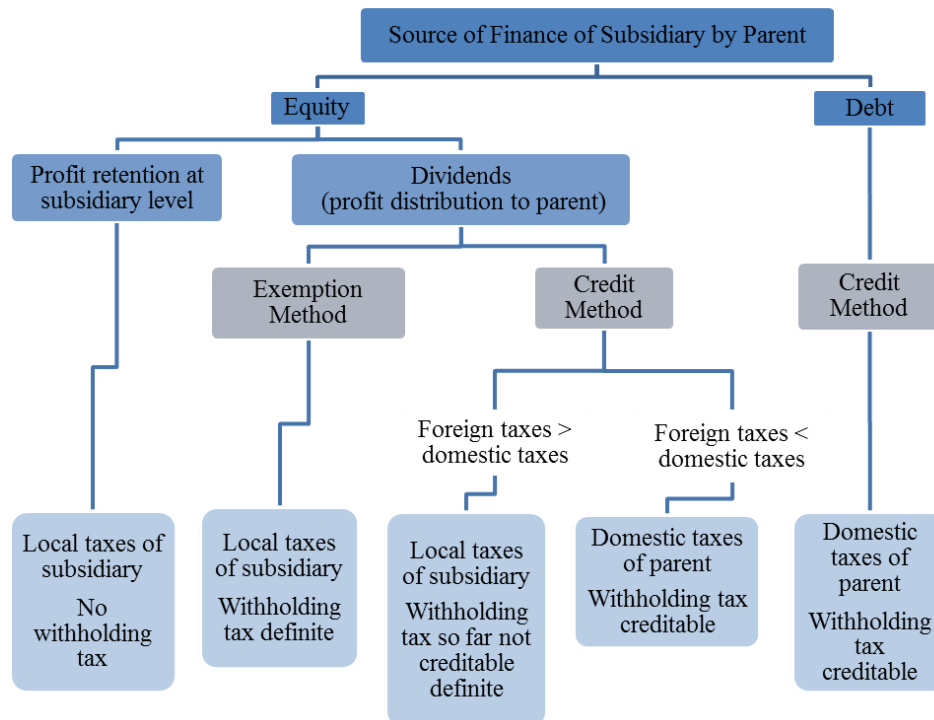 Source of Finance of Subsidiary by Parent
Equity
Debt
Profit retention at
subsidiary level
Dividends
(profit distribution to parent)
Exemption
Method
Credit
Method
Credit
Method
Foreign taxes >
domestic taxes
Foreign taxes <
domestic taxes
Local taxes of
subsidiary
No
withholding
tax
Local taxes
of subsidiary
Withholding
tax definite
Local taxes
of subsidiary
Withholding
tax so far not
creditable
definite
Domestic taxes
of parent
Withholding tax
creditable
Domestic
taxes of
parent
Withholding
tax
creditable